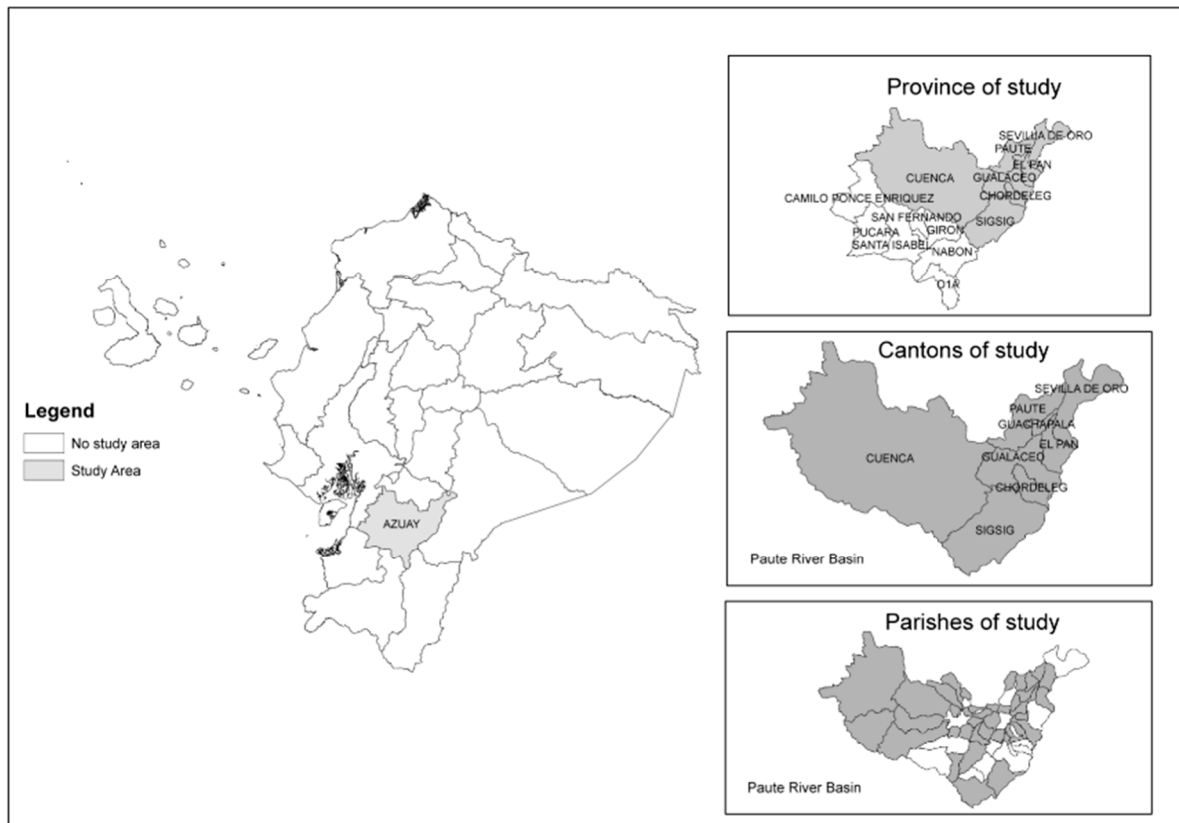 Legend
No study area
Study Area
AZUAY
Province of study
SEVILLA DE ORO
PAUTE
EL PAN
GUALACEO
CUENCA
CHORDELEG
CAMILO PONCE ENRIQUEZ
SAN FERNANDO
SIGSIG
GIRON
PUCARA
SANTA ISABEL
NABON
O1A
Cantons of study
SEVILLA DE ORO
PAUTE
GUACHAPALA
EL PAN
GUALACEO
CUENCA
CHORDELEG
SIGSIG
Paute River Basin
Parishes of study
Paute River Basin